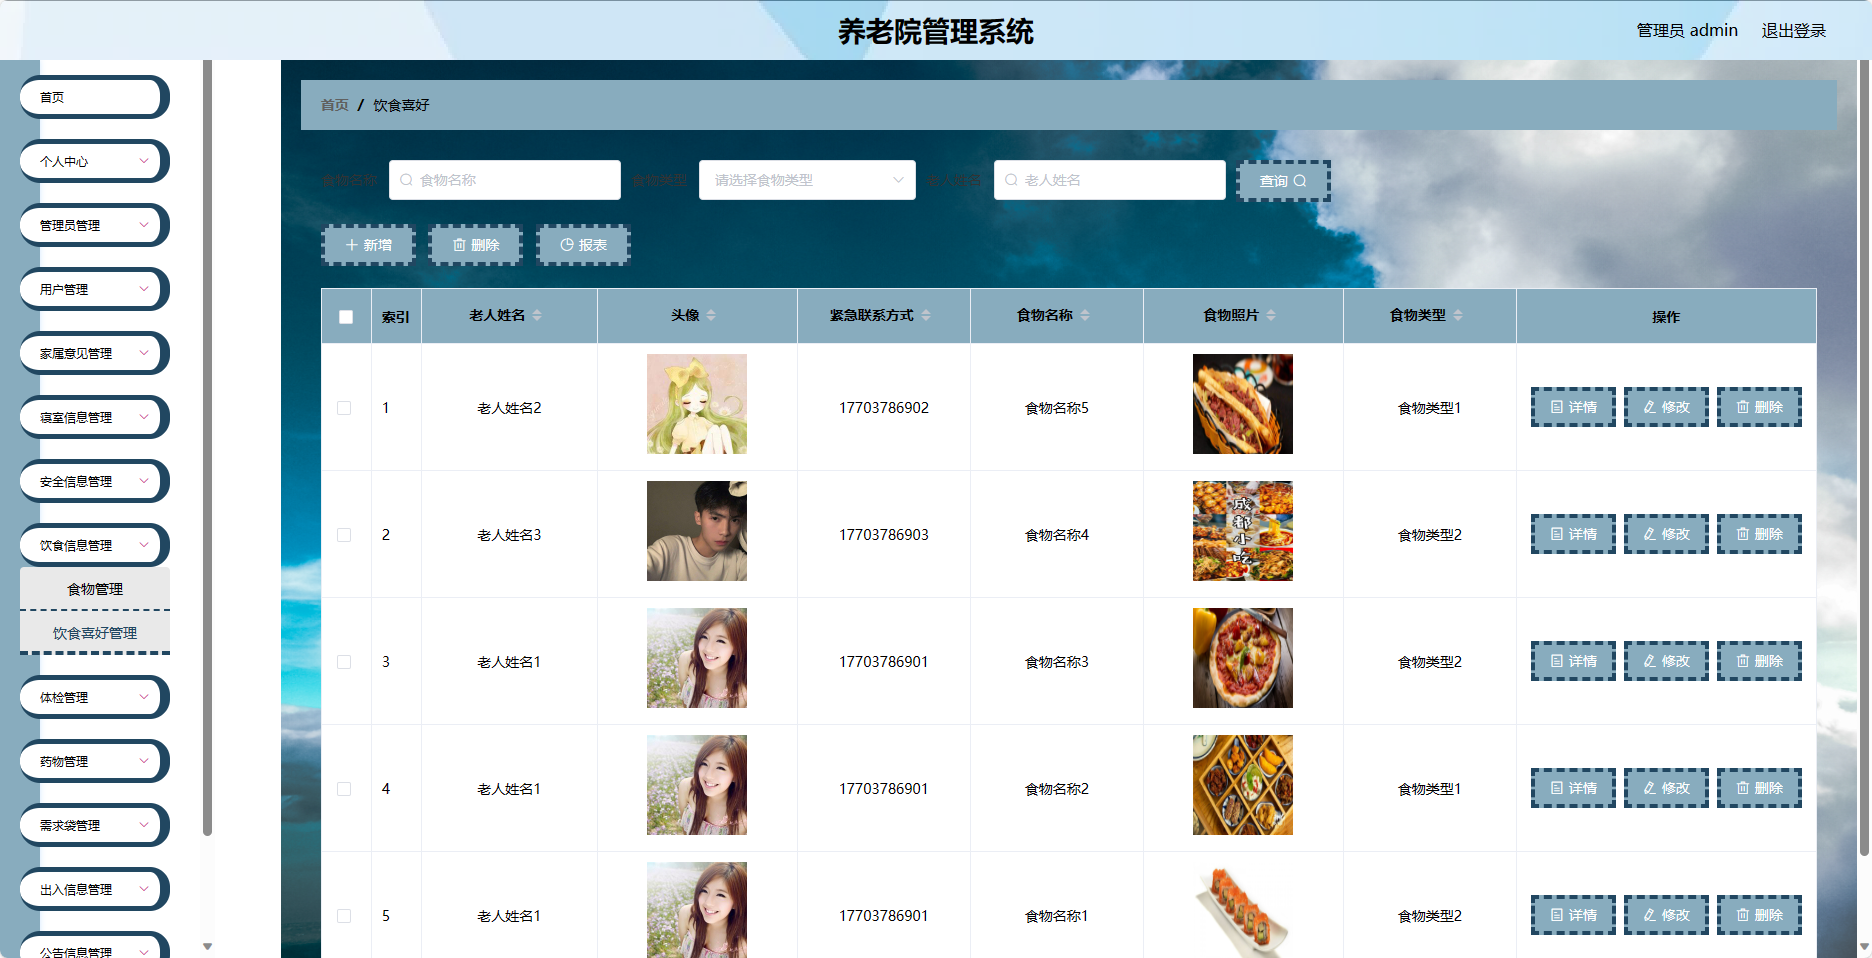 养老院管理系统
管理员 admin 退出登录
首页
个人中心
管理员管理
用户管理
家属意见管理
寝室信息管理
安全信息管理
饮食信息管理
食物管理
饮食喜好管理
体检管理
药物管理
需求袋管理
出入信息管理
公告信息管理
首页 / 饮食喜好
食物名称 食物名称 食物类型 请选择食物类型 老人姓名 老人姓名 查询
新增 删除 报表
索引 老人姓名 头像 紧急联系方式 食物名称 食物照片 食物类型 操作
1 老人姓名2 17703786902 食物名称5 食物类型1 详情 修改 删除
2 老人姓名3 17703786903 食物名称4 成都小吃 食物类型2 详情 修改 删除
3 老人姓名1 17703786901 食物名称3 食物类型2 详情 修改 删除
4 老人姓名1 17703786901 食物名称2 食物类型1 详情 修改 删除
5 老人姓名1 17703786901 食物名称1 食物类型2 详情 修改 删除